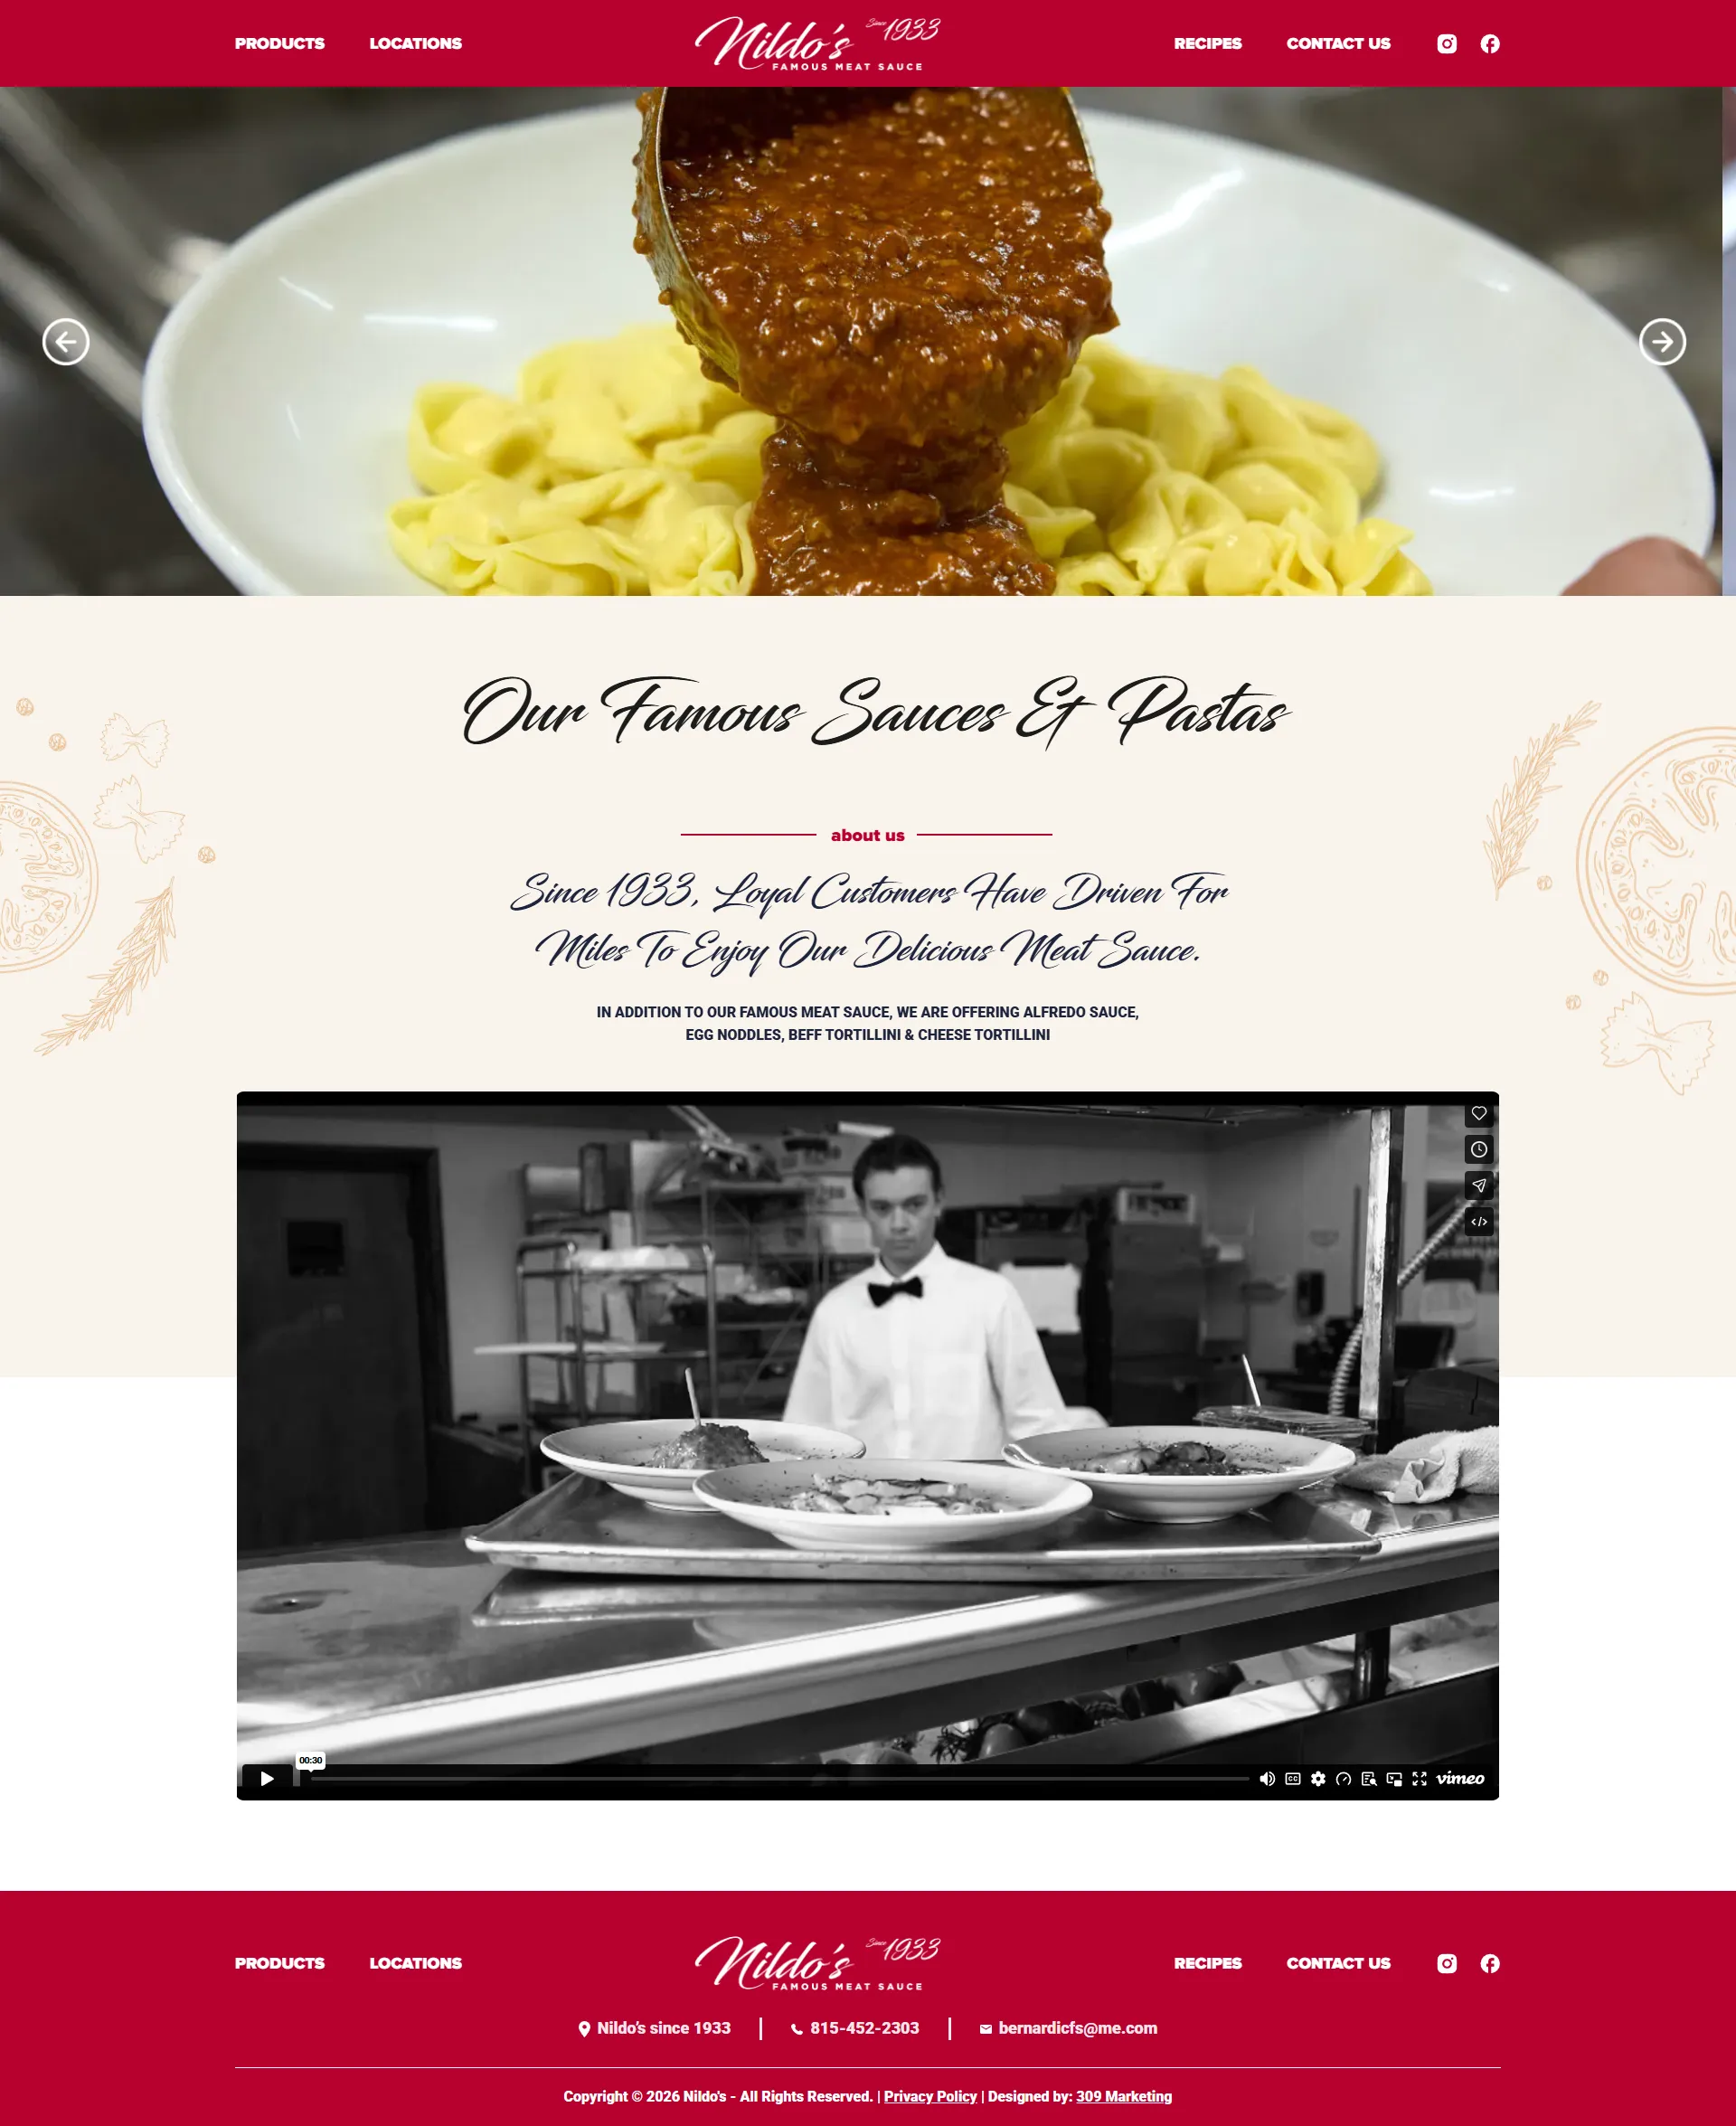 PRODUCTS LOCATIONS Nildo's Since 1933 RECIPES CONTACT US
FAMOUS MEAT SAUCE
Our Famous Sauces & Pastas
about us
Since 1933, Loyal Customers Have Driven For
Miles To Enjoy Our Delicious Meat Sauce.
IN ADDITION TO OUR FAMOUS MEAT SAUCE, WE ARE OFFERING ALFREDO SAUCE,
EGG NODDLES, BEFF TORTILLINI & CHEESE TORTILLINI
00:30
CC vimeo
PRODUCTS LOCATIONS Nildo's Since 1933 RECIPES CONTACT US
FAMOUS MEAT SAUCE
Nildo's since 1933 | 815-452-2303 | bernardicfs@me.com
Copyright © 2026 Nildo's - All Rights Reserved. | Privacy Policy | Designed by: 309 Marketing